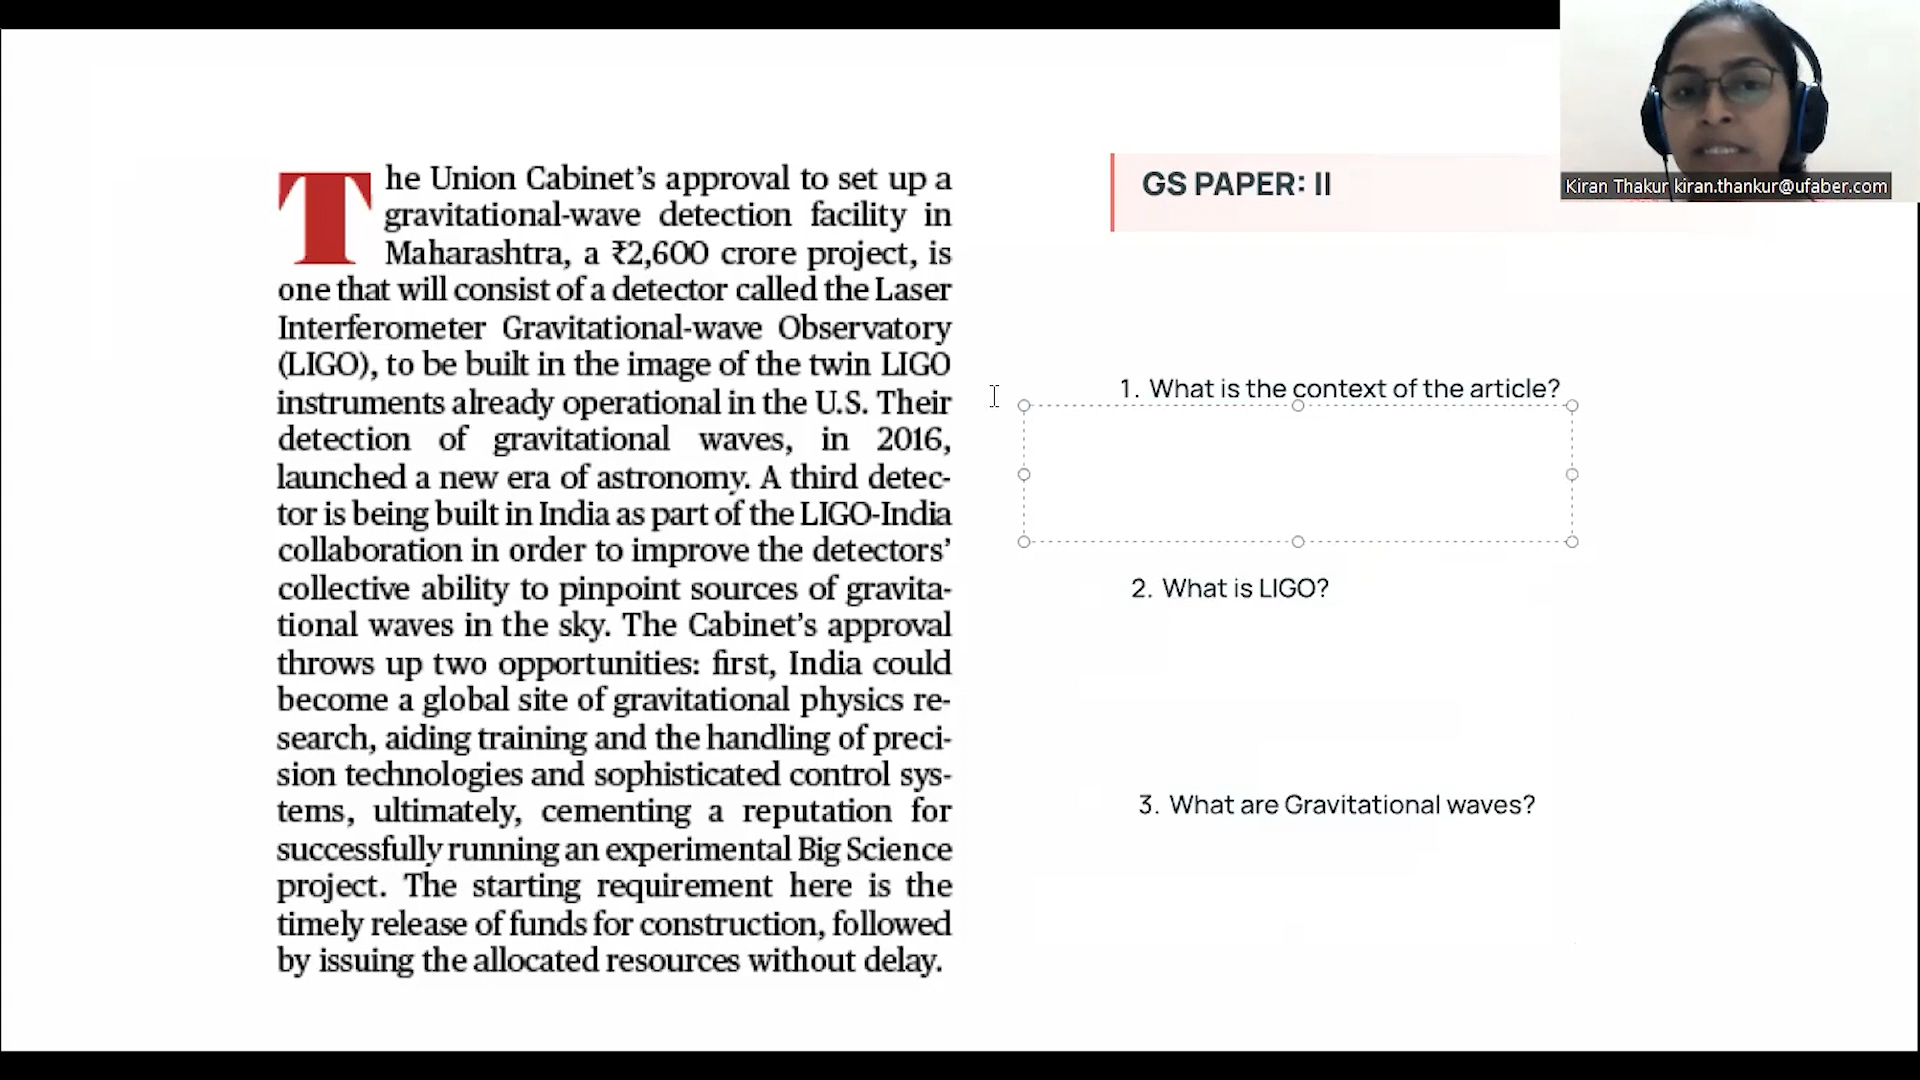 The Union Cabinet’s approval to set up a
gravitational-wave detection facility in
Maharashtra, a ₹2,600 crore project, is
one that will consist of a detector called the Laser
Interferometer Gravitational-wave Observatory
(LIGO), to be built in the image of the twin LIGO
instruments already operational in the U.S. Their
detection of gravitational waves, in 2016,
launched a new era of astronomy. A third detec-
tor is being built in India as part of the LIGO-India
collaboration in order to improve the detectors’
collective ability to pinpoint sources of gravita-
tional waves in the sky. The Cabinet’s approval
throws up two opportunities: first, India could
become a global site of gravitational physics re-
search, aiding training and the handling of preci-
sion technologies and sophisticated control sys-
tems, ultimately, cementing a reputation for
successfully running an experimental Big Science
project. The starting requirement here is the
timely release of funds for construction, followed
by issuing the allocated resources without delay.
GS PAPER: II
Kiran Thakur kiran.thankur@ufaber.com
1. What is the context of the article?
2. What is LIGO?
3. What are Gravitational waves?